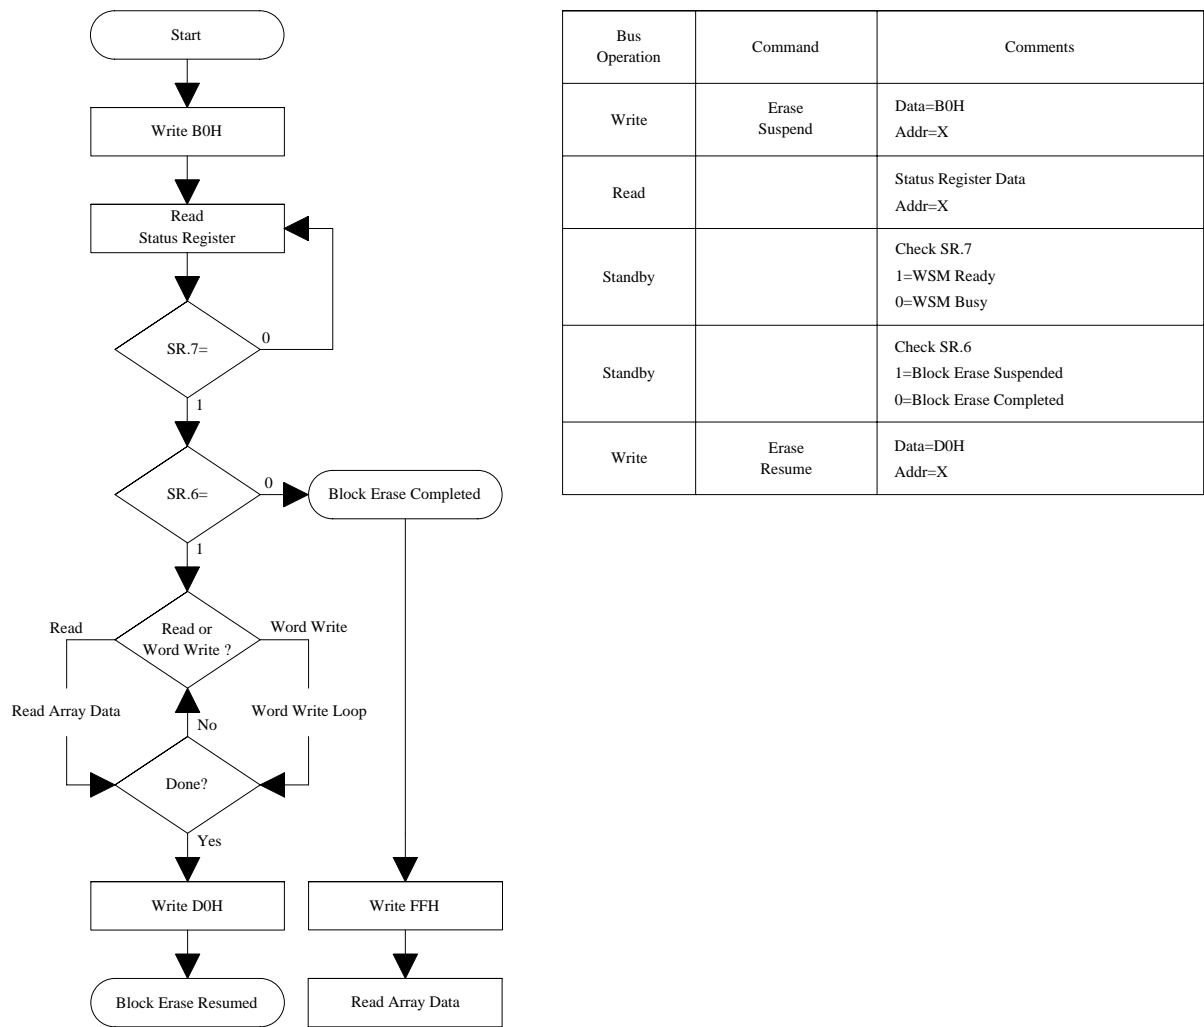 Start
Write B0H
Read
Status Register
SR.7=
0
1
SR.6=
0
Block Erase Completed
1
Read
Read or
Word Write ?
Word Write
Read Array Data
No
Word Write Loop
Done?
Yes
Write D0H
Write FFH
Block Erase Resumed
Read Array Data
Bus
Operation
Command
Comments
Write
Erase
Suspend
Data=B0H
Addr=X
Read
Status Register Data
Addr=X
Standby
Check SR.7
1=WSM Ready
0=WSM Busy
Standby
Check SR.6
1=Block Erase Suspended
0=Block Erase Completed
Write
Erase
Resume
Data=D0H
Addr=X